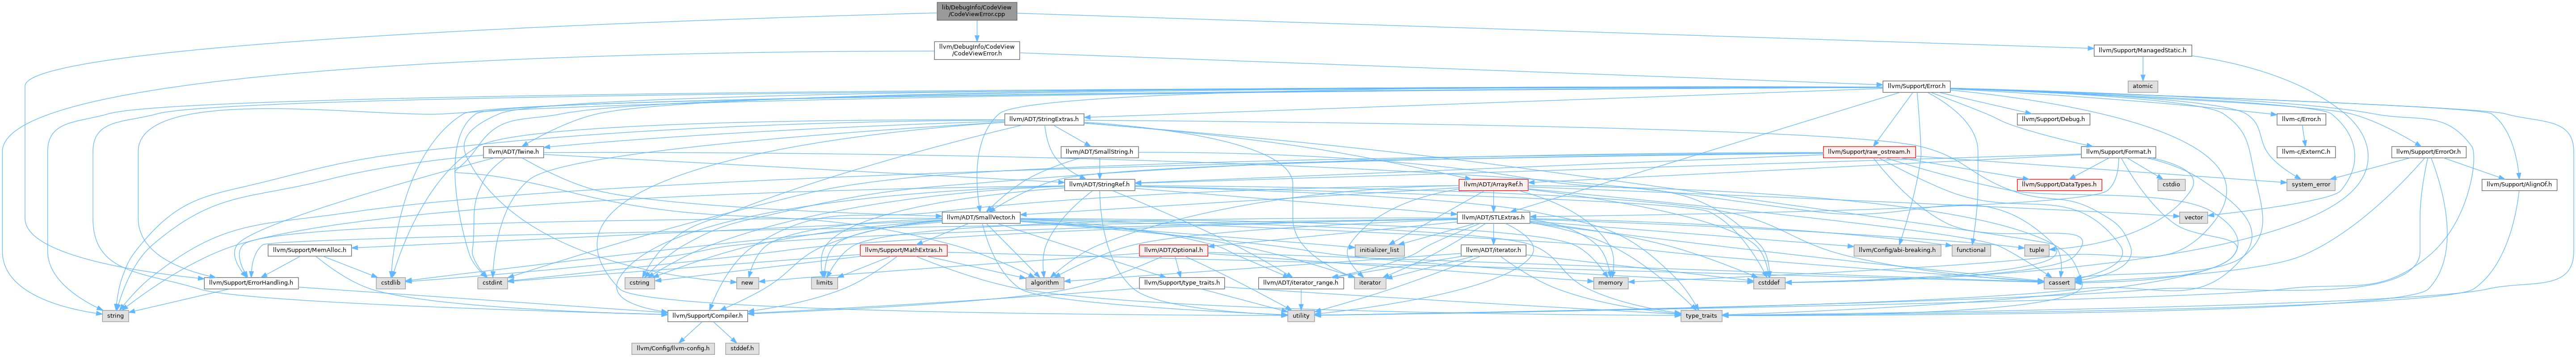 lib/DebugInfo/CodeView
/CodeViewError.cpp
llvm/DebugInfo/CodeView
/CodeViewError.h
llvm/Support/ManagedStatic.h
atomic
llvm/Support/Error.h
llvm/ADT/StringExtras.h
llvm/Support/Debug.h
llvm-c/Error.h
llvm/ADT/Twine.h
llvm/ADT/SmallString.h
llvm/Support/raw_ostream.h
llvm/Support/Format.h
llvm-c/ExternC.h
llvm/Support/ErrorOr.h
llvm/ADT/StringRef.h
llvm/ADT/ArrayRef.h
llvm/Support/DataTypes.h
cstdio
system_error
llvm/Support/AlignOf.h
llvm/ADT/SmallVector.h
llvm/ADT/STLExtras.h
vector
llvm/Support/MemAlloc.h
llvm/Support/MathExtras.h
llvm/ADT/Optional.h
initializer_list
llvm/ADT/iterator.h
llvm/Config/abi-breaking.h
functional
tuple
llvm/Support/ErrorHandling.h
cstdlib
cstdint
cstring
new
limits
algorithm
llvm/Support/type_traits.h
llvm/ADT/iterator_range.h
iterator
memory
cstddef
cassert
string
llvm/Support/Compiler.h
utility
type_traits
llvm/Config/llvm-config.h
stddef.h